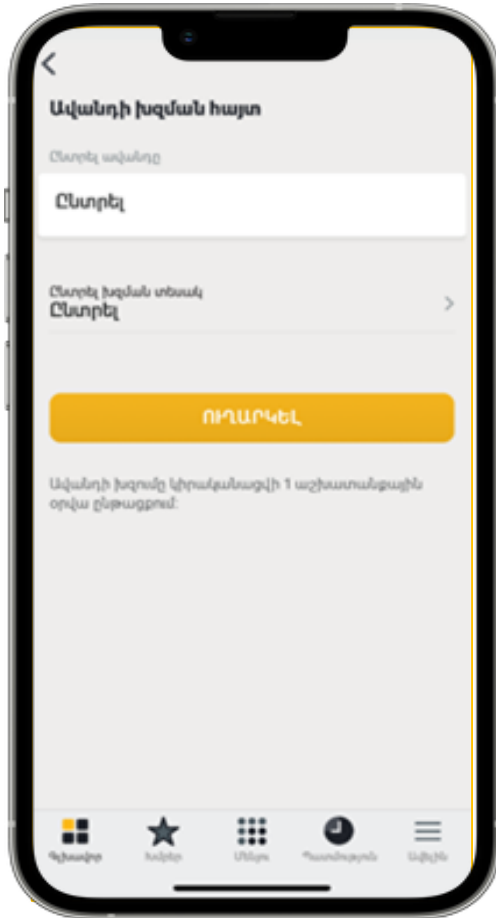 Ավանդի խզման հայտ
Ընտրել ավանդը
Ընտրել
Ընտրել խզման տեսակ
Ընտրել
ՈՒՂԱՐԿԵԼ
Ավանդի խզումը կիրականացվի 1 աշխատանքային
օրվա ընթացքում:
Գլխավոր Խմբեր Մենյու Պատմություն Ավելին